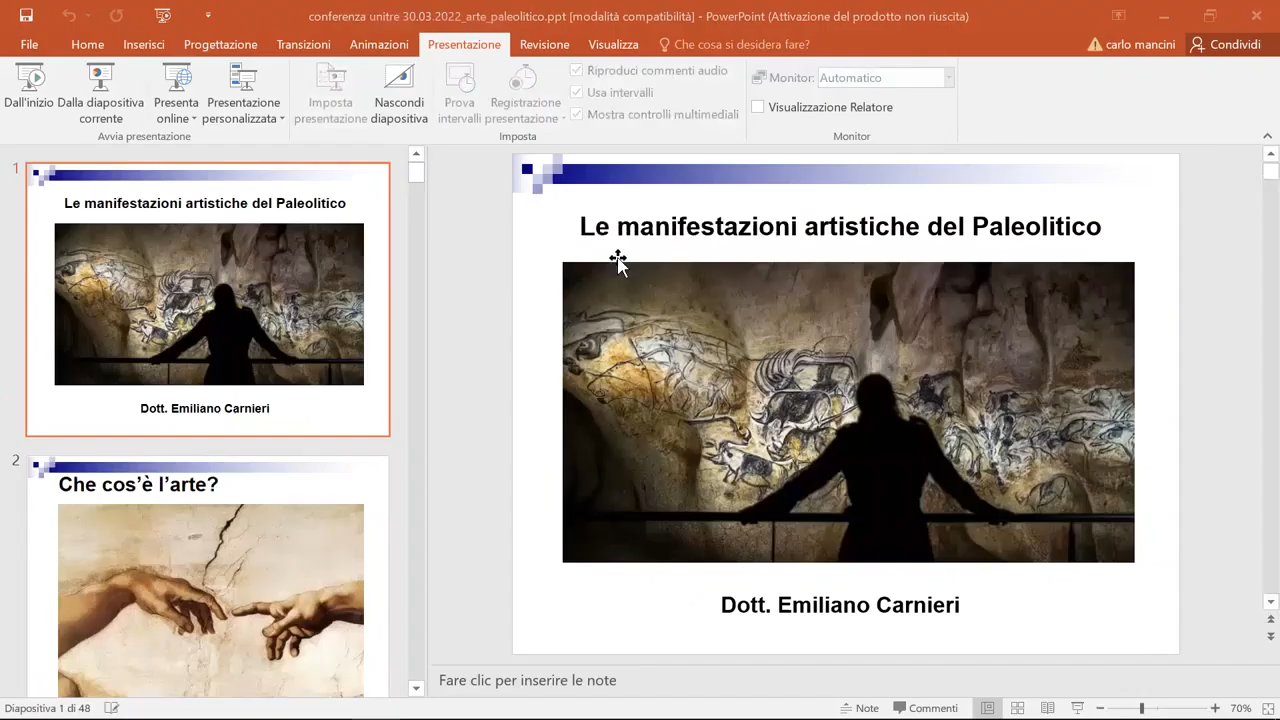 conferenza unitre 30.03.2022_arte_paleolitico.ppt [modalità compatibilità] - PowerPoint (Attivazione del prodotto non riuscita)
File Home Inserisci Progettazione Transizioni Animazioni Presentazione Revisione Visualizza Che cosa si desidera fare? carlo mancini Condividi
Dall'inizio
Dalla diapositiva
corrente
Presenta
online
Presentazione
personalizzata
Avvia presentazione
Imposta
presentazione
Nascondi
diapositiva
Prova
intervalli
Registrazione
presentazione
Riproduci commenti audio
Usa intervalli
Mostra controlli multimediali
Imposta
Monitor: Automatico
Visualizzazione Relatore
Monitor
1
Le manifestazioni artistiche del Paleolitico
Dott. Emiliano Carnieri
2
Che cos'è l'arte?
Le manifestazioni artistiche del Paleolitico
Dott. Emiliano Carnieri
Fare clic per inserire le note
Diapositiva 1 di 48 Note Commenti 70%